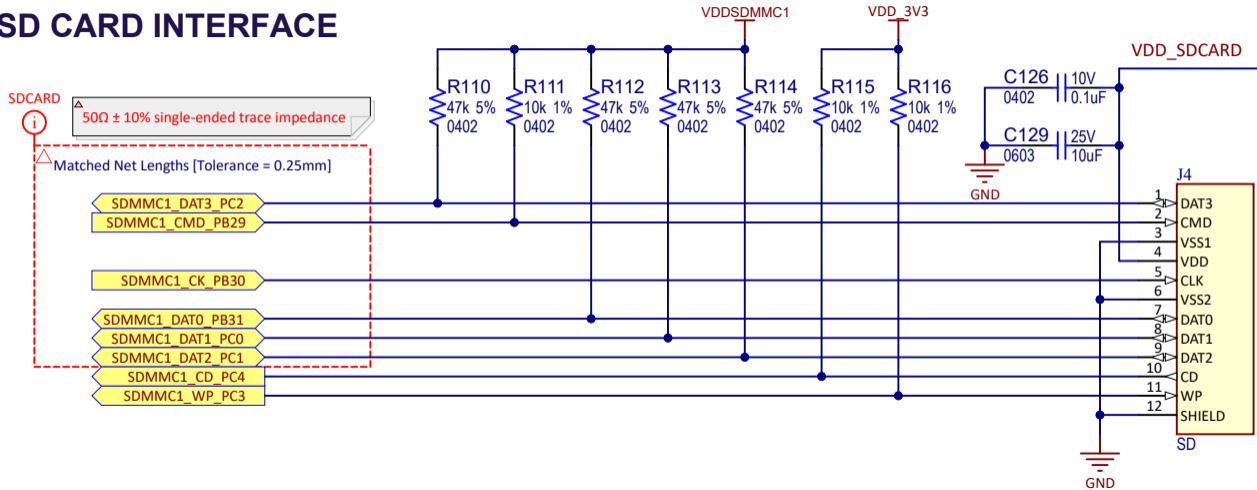 SD CARD INTERFACE
VDDSDMMC1
VDD_3V3
VDD_SDCARD
SDCARD
i
50Ω ± 10% single-ended trace impedance
Matched Net Lengths [Tolerance = 0.25mm]
R110
47k 5%
0402
R111
10k 1%
0402
R112
47k 5%
0402
R113
47k 5%
0402
R114
47k 5%
0402
R115
10k 1%
0402
R116
10k 1%
0402
C126
0402
10V
0.1uF
C129
0603
25V
10uF
GND
SDMMC1_DAT3_PC2
SDMMC1_CMD_PB29
SDMMC1_CK_PB30
SDMMC1_DAT0_PB31
SDMMC1_DAT1_PC0
SDMMC1_DAT2_PC1
SDMMC1_CD_PC4
SDMMC1_WP_PC3
J4
1 DAT3
2 CMD
3 VSS1
4 VDD
5 CLK
6 VSS2
7 DAT0
8 DAT1
9 DAT2
10 CD
11 WP
12 SHIELD
SD
GND